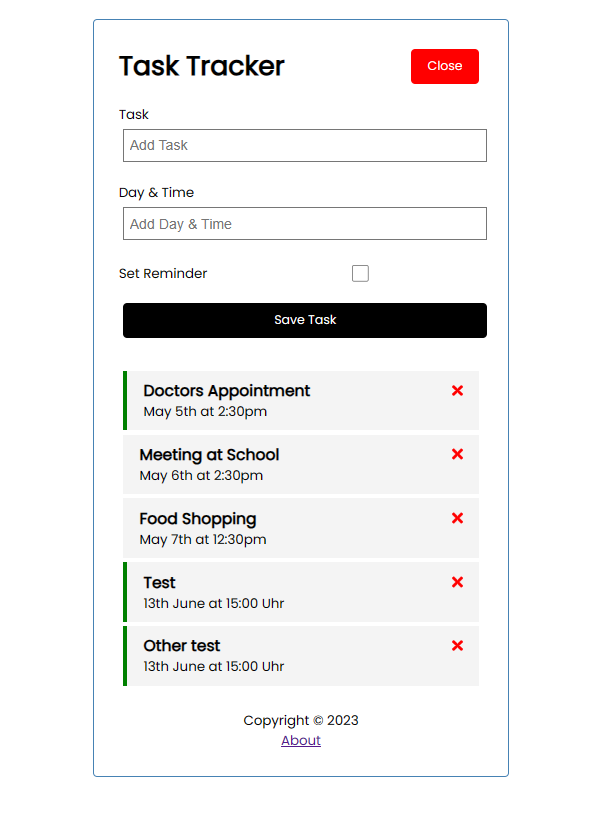 Task Tracker
Close
Task
Add Task
Day & Time
Add Day & Time
Set Reminder
Save Task
Doctors Appointment
May 5th at 2:30pm
Meeting at School
May 6th at 2:30pm
Food Shopping
May 7th at 12:30pm
Test
13th June at 15:00 Uhr
Other test
13th June at 15:00 Uhr
Copyright © 2023
About